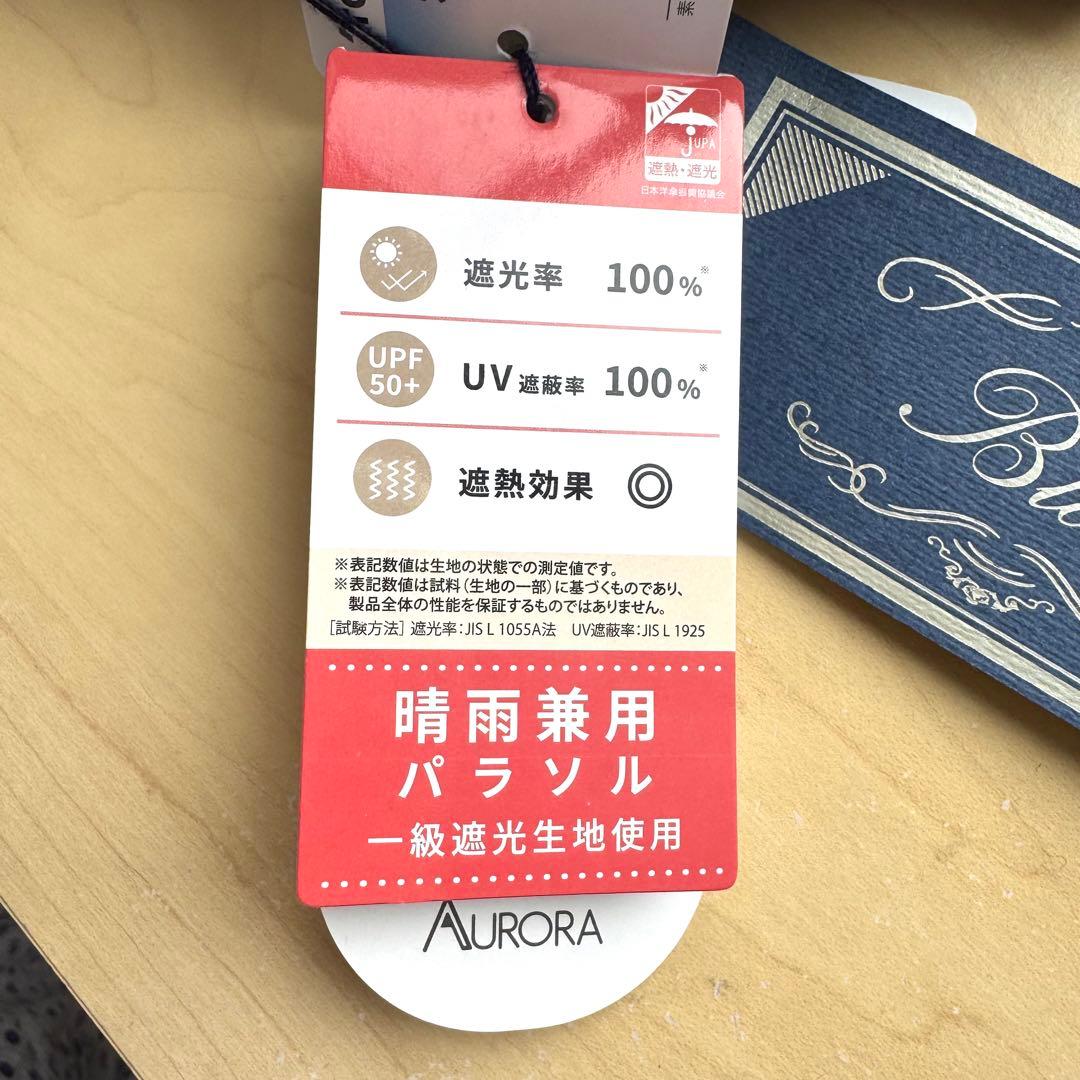 素
JUPA
遮熱・遮光
日本洋傘振興協議会
遮光率 100%※
UPF
50+
UV遮蔽率 100%※
遮熱効果 ◎
※表記数値は生地の状態での測定値です。
※表記数値は試料(生地の一部)に基づくものであり、
製品全体の性能を保証するものではありません。
[試験方法]遮光率:JIS L 1055A法 UV遮蔽率:JIS L 1925
晴雨兼用
パラソル
一級遮光生地使用
AURORA